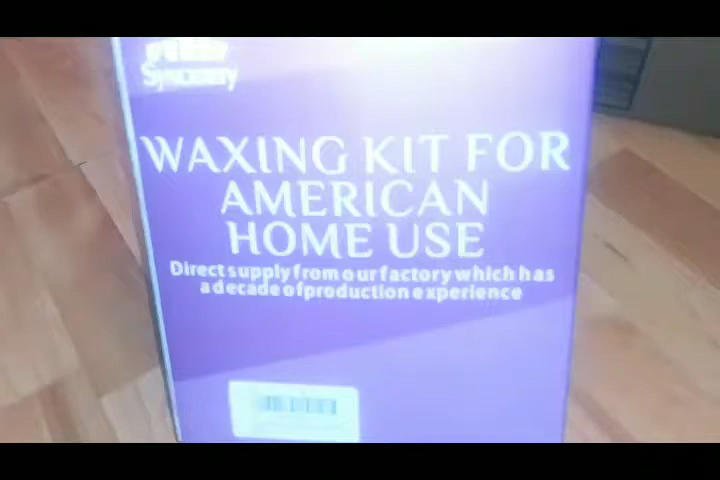 WAXING KIT FOR
AMERICAN
HOME USE
Direct supply from our factory which has
a decade of production experience